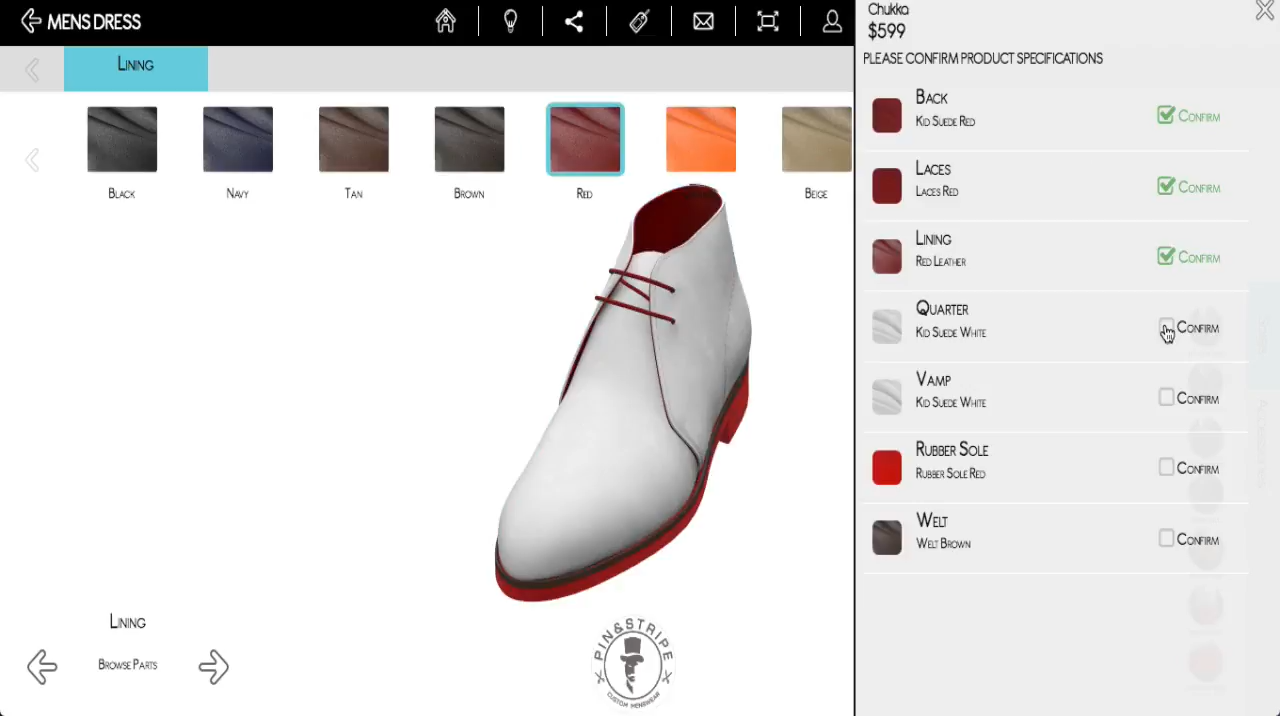 MENS DRESS
LINING
BLACK
NAVY
TAN
BROWN
RED
BEIGE
LINING
BROWSE PARTS
PIN&STRIPE
CUSTOM MENSWEAR
CHUKKA
$599
PLEASE CONFIRM PRODUCT SPECIFICATIONS
BACK
KID SUEDE RED
CONFIRM
LACES
LACES RED
CONFIRM
LINING
RED LEATHER
CONFIRM
QUARTER
KID SUEDE WHITE
CONFIRM
VAMP
KID SUEDE WHITE
CONFIRM
RUBBER SOLE
RUBBER SOLE RED
CONFIRM
WELT
WELT BROWN
CONFIRM